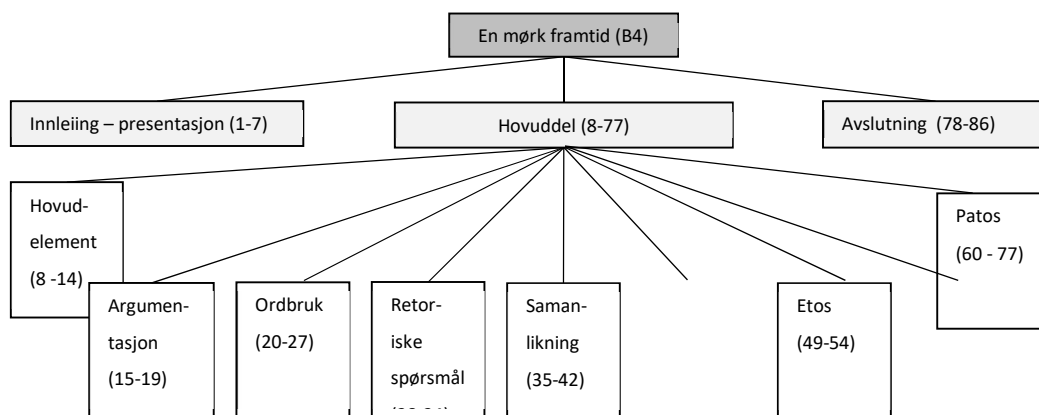 En mørk framtid (B4)
Innleiing – presentasjon (1-7)
Hovuddel (8-77)
Avslutning (78-86)
Hovud-
element
(8 -14)
Argumen-
tasjon
(15-19)
Ordbruk
(20-27)
Retor-
iske
spørsmål
Saman-
likning
(35-42)
Etos
(49-54)
Patos
(60 - 77)